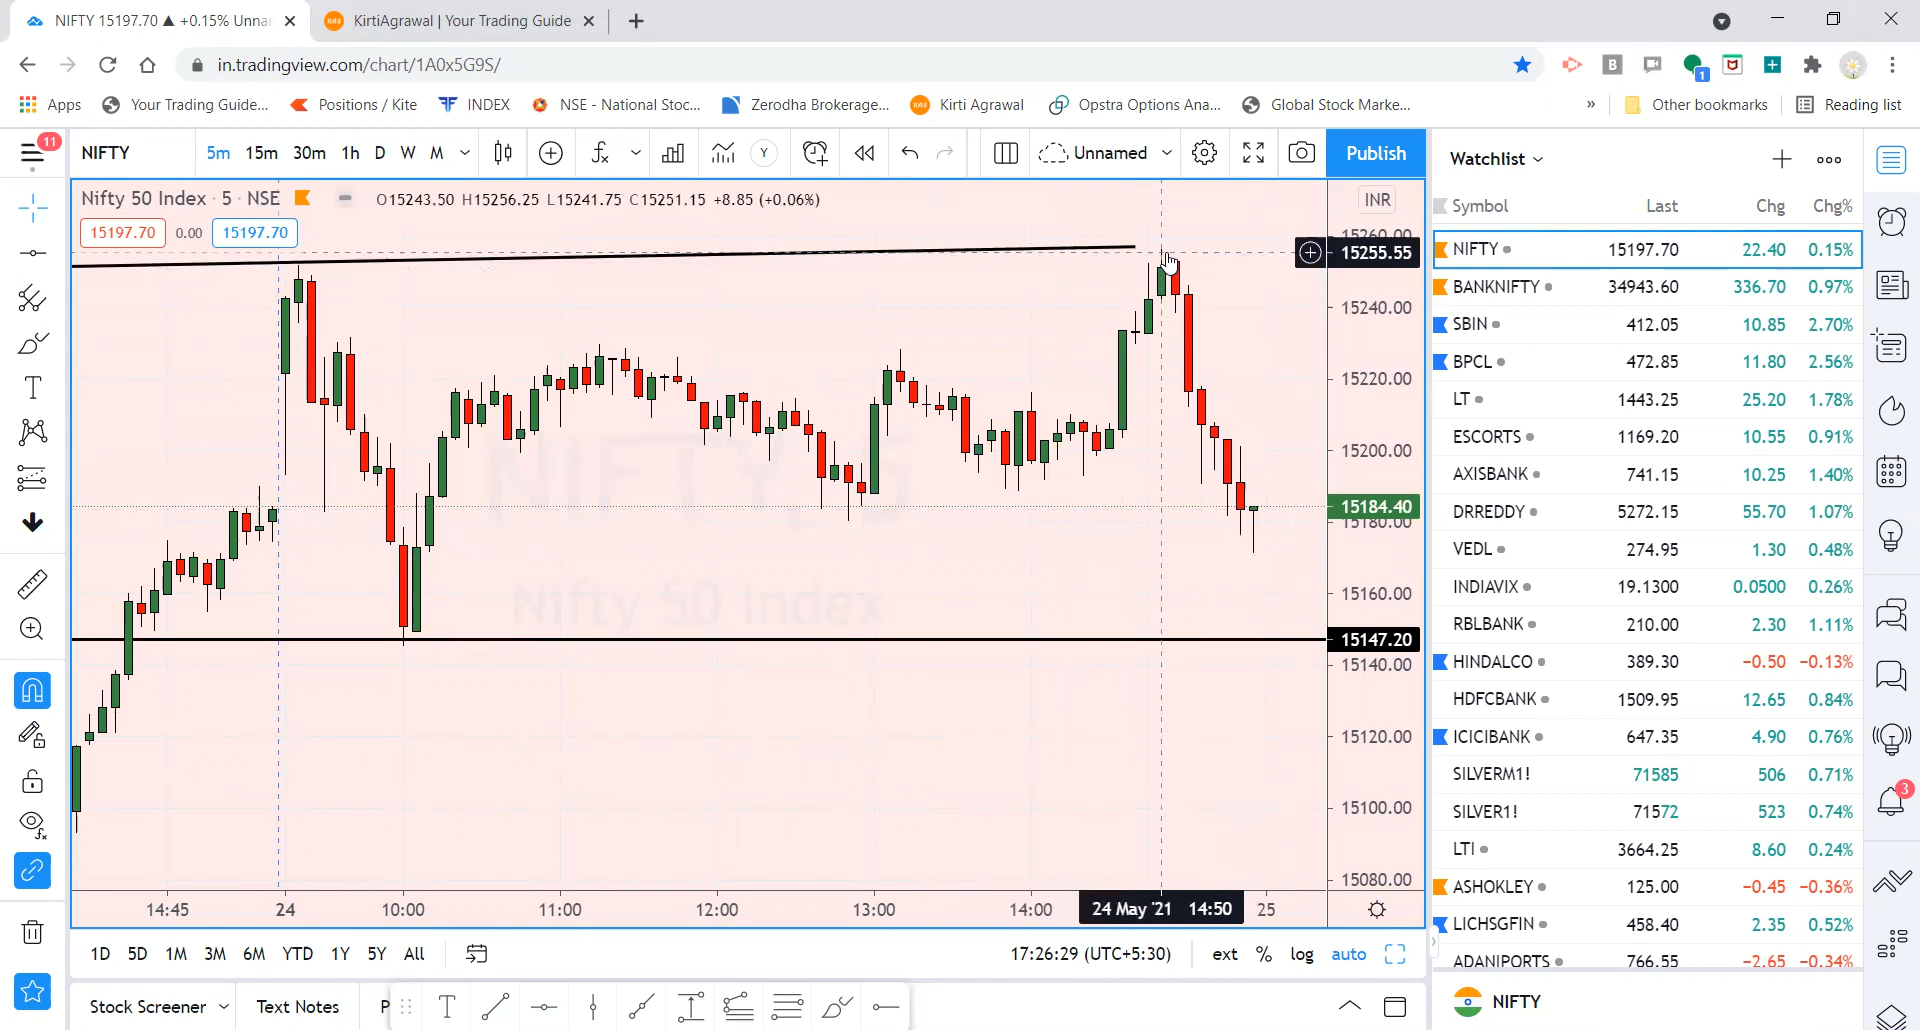 NIFTY 15197.70 ▲ +0.15% Unnar
KirtiAgrawal | Your Trading Guide
in.tradingview.com/chart/1A0x5G9S/
Apps Your Trading Guide... Positions / Kite INDEX NSE - National Stoc... Zerodha Brokerage... Kirti Agrawal Opstra Options Ana... Global Stock Marke... » Other bookmarks Reading list
11 NIFTY 5m 15m 30m 1h D W M Y Unnamed Publish
Nifty 50 Index · 5 · NSE O15243.50 H15256.25 L15241.75 C15251.15 +8.85 (+0.06%) INR
15197.70 0.00 15197.70
15260.00
15255.55
15240.00
15220.00
15200.00
15184.40
15180.00
15160.00
15147.20
15140.00
15120.00
15100.00
15080.00
NIFTY, 5
Nifty 50 Index
14:45 24 10:00 11:00 12:00 13:00 14:00 24 May '21 14:50 25
1D 5D 1M 3M 6M YTD 1Y 5Y All 17:26:29 (UTC+5:30) ext % log auto
Stock Screener Text Notes P
Watchlist
Symbol Last Chg Chg%
NIFTY 15197.70 22.40 0.15%
BANKNIFTY 34943.60 336.70 0.97%
SBIN 412.05 10.85 2.70%
BPCL 472.85 11.80 2.56%
LT 1443.25 25.20 1.78%
ESCORTS 1169.20 10.55 0.91%
AXISBANK 741.15 10.25 1.40%
DRREDDY 5272.15 55.70 1.07%
VEDL 274.95 1.30 0.48%
INDIAVIX 19.1300 0.0500 0.26%
RBLBANK 210.00 2.30 1.11%
HINDALCO 389.30 −0.50 −0.13%
HDFCBANK 1509.95 12.65 0.84%
ICICIBANK 647.35 4.90 0.76%
SILVERM1! 71585 506 0.71%
SILVER1! 71572 523 0.74%
LTI 3664.25 8.60 0.24%
ASHOKLEY 125.00 −0.45 −0.36%
LICHSGFIN 458.40 2.35 0.52%
ADANIPORTS 766.55 −2.65 −0.34%
NIFTY
3